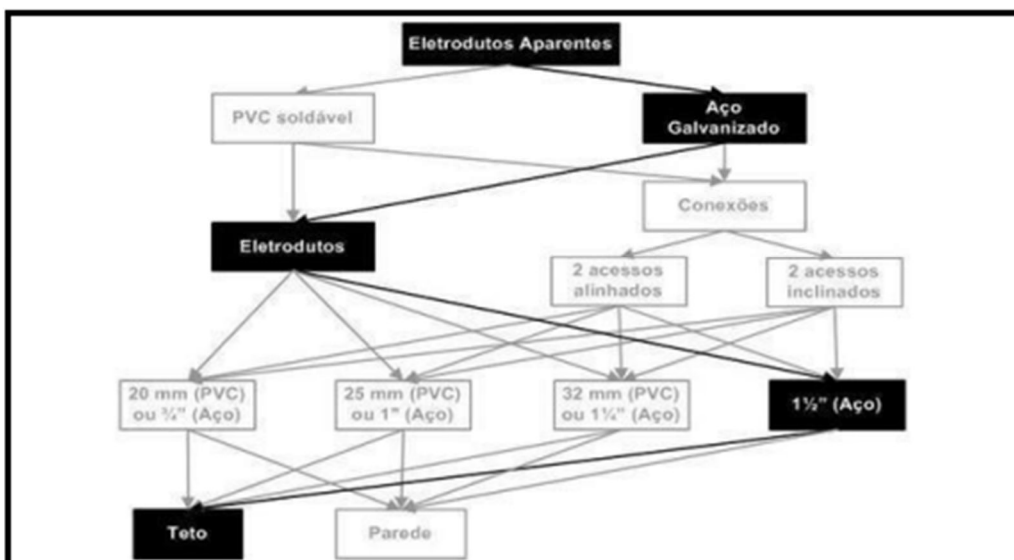 Eletrodutos Aparentes
PVC soldável
Aço
Galvanizado
Conexões
Eletrodutos
2 acessos
alinhados
2 acessos
inclinados
20 mm (PVC)
ou ¾" (Aço)
25 mm (PVC)
ou 1" (Aço)
32 mm (PVC)
ou 1¼" (Aço)
1½" (Aço)
Teto
Parede